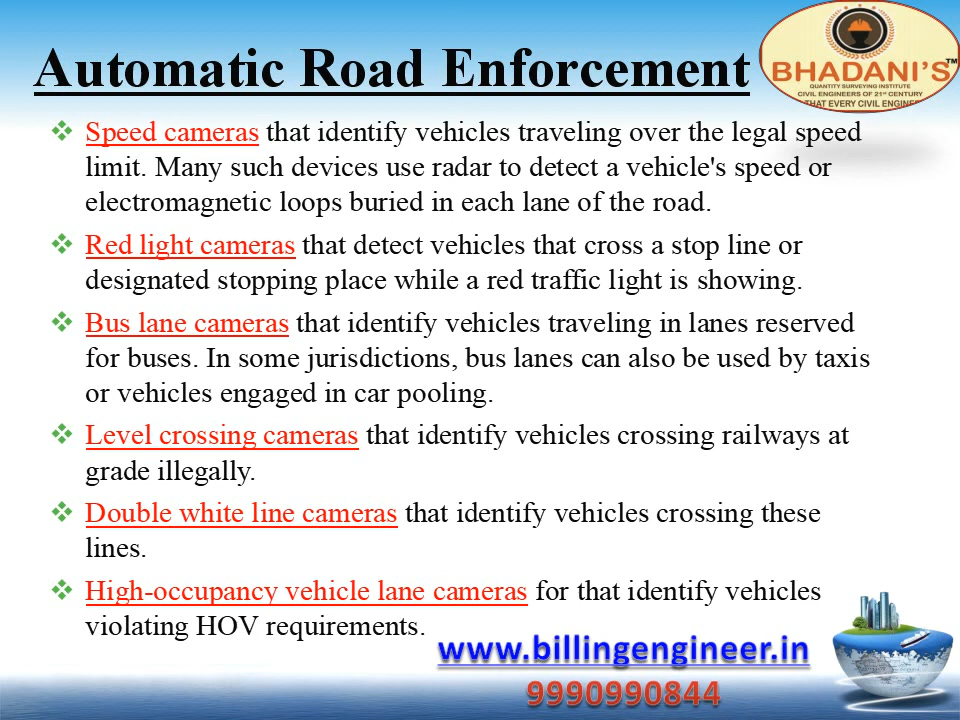 Automatic Road Enforcement
BHADANI'S™
QUANTITY SURVEYING INSTITUTE
CIVIL ENGINEERS OF 21ST CENTURY
THAT EVERY CIVIL ENGINE
❖ Speed cameras that identify vehicles traveling over the legal speed
limit. Many such devices use radar to detect a vehicle's speed or
electromagnetic loops buried in each lane of the road.
❖ Red light cameras that detect vehicles that cross a stop line or
designated stopping place while a red traffic light is showing.
❖ Bus lane cameras that identify vehicles traveling in lanes reserved
for buses. In some jurisdictions, bus lanes can also be used by taxis
or vehicles engaged in car pooling.
❖ Level crossing cameras that identify vehicles crossing railways at
grade illegally.
❖ Double white line cameras that identify vehicles crossing these
lines.
❖ High-occupancy vehicle lane cameras for that identify vehicles
violating HOV requirements.
www.billingengineer.in
9990990844